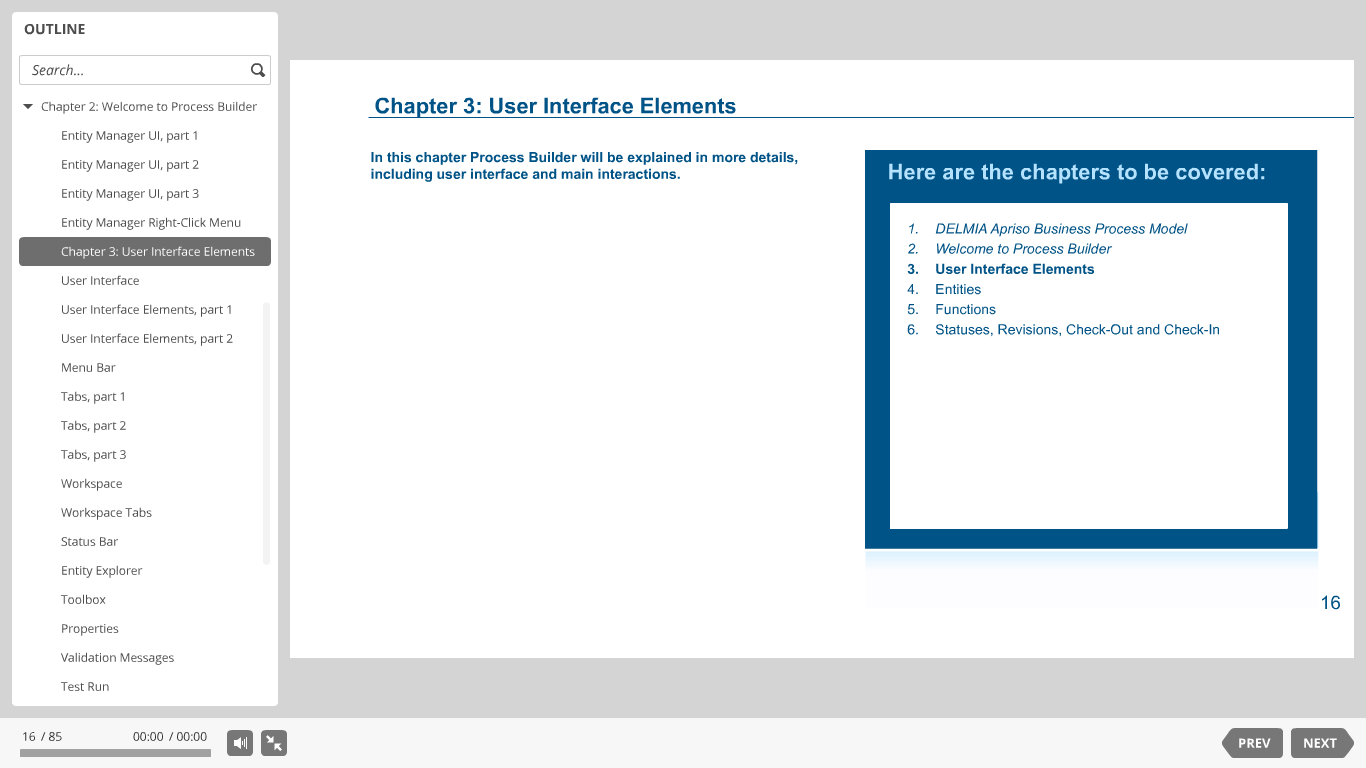 OUTLINE
Search...
Chapter 2: Welcome to Process Builder
Entity Manager UI, part 1
Entity Manager UI, part 2
Entity Manager UI, part 3
Entity Manager Right-Click Menu
Chapter 3: User Interface Elements
User Interface
User Interface Elements, part 1
User Interface Elements, part 2
Menu Bar
Tabs, part 1
Tabs, part 2
Tabs, part 3
Workspace
Workspace Tabs
Status Bar
Entity Explorer
Toolbox
Properties
Validation Messages
Test Run
Chapter 3: User Interface Elements
In this chapter Process Builder will be explained in more details,
including user interface and main interactions.
Here are the chapters to be covered:
1. DELMIA Apriso Business Process Model
2. Welcome to Process Builder
3. User Interface Elements
4. Entities
5. Functions
6. Statuses, Revisions, Check-Out and Check-In
16
16 / 85
00:00 / 00:00
PREV
NEXT